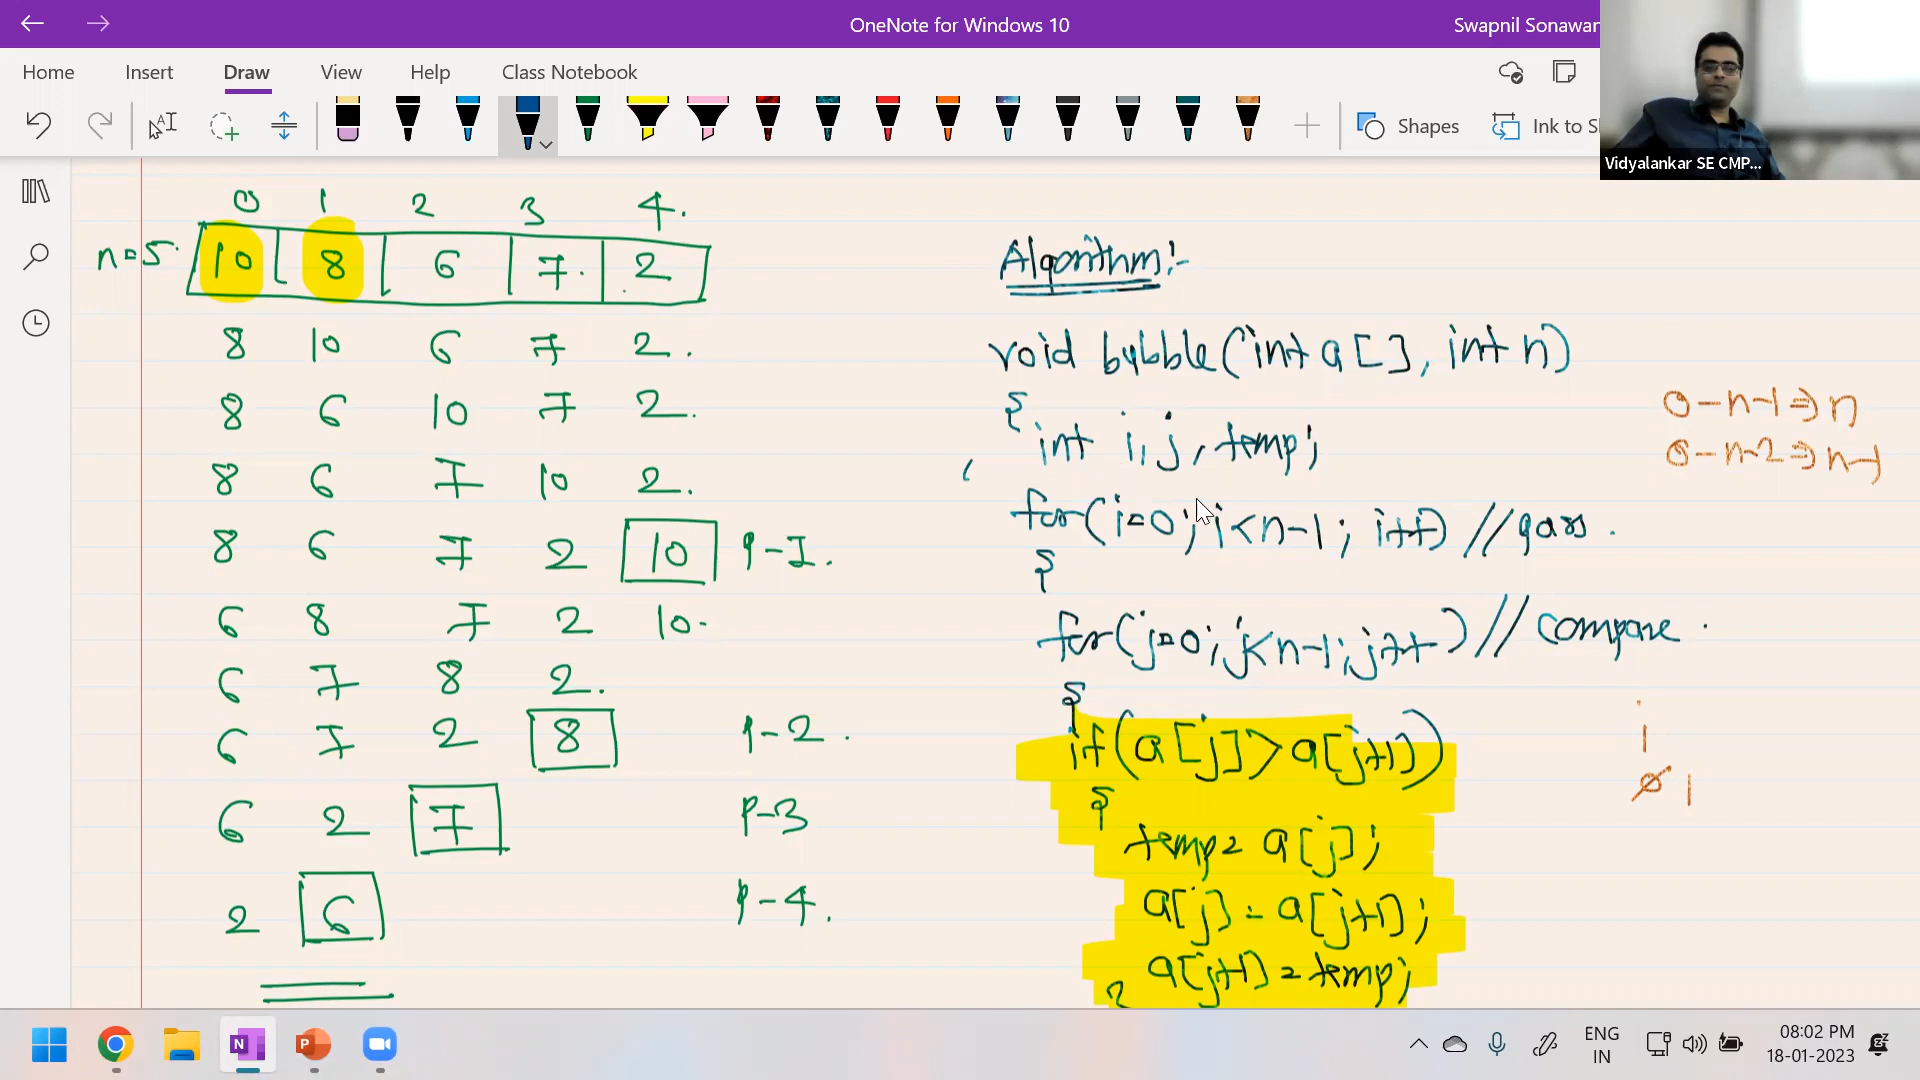 OneNote for Windows 10
Swapnil Sonawar
Home Insert Draw View Help Class Notebook
Shapes
Ink to S
Vidyalankar SE CMP...
0 1 2 3 4.
n=5. 10 8 6 7. 2
8 10 6 7 2.
8 6 10 7 2.
8 6 7 10 2.
8 6 7 2 10 P-I.
6 8 7 2 10.
6 7 8 2.
6 7 2 8 P-2.
6 2 7 P-3
2 6 P-4.
Algorithm:-
void bubble(int a[], int n)
{
int i,j, temp;
for(i=0; i<n-1; i++) //pass.
{
for(j=0;j<n-1;j++) //compare.
{
if(a[j]>a[j+1])
{
temp= a[j];
a[j] = a[j+1];
a[j+1]=temp;
0-n-1⇒n
0-n-2⇒n-1
i
0 1
ENG
IN
08:02 PM
18-01-2023